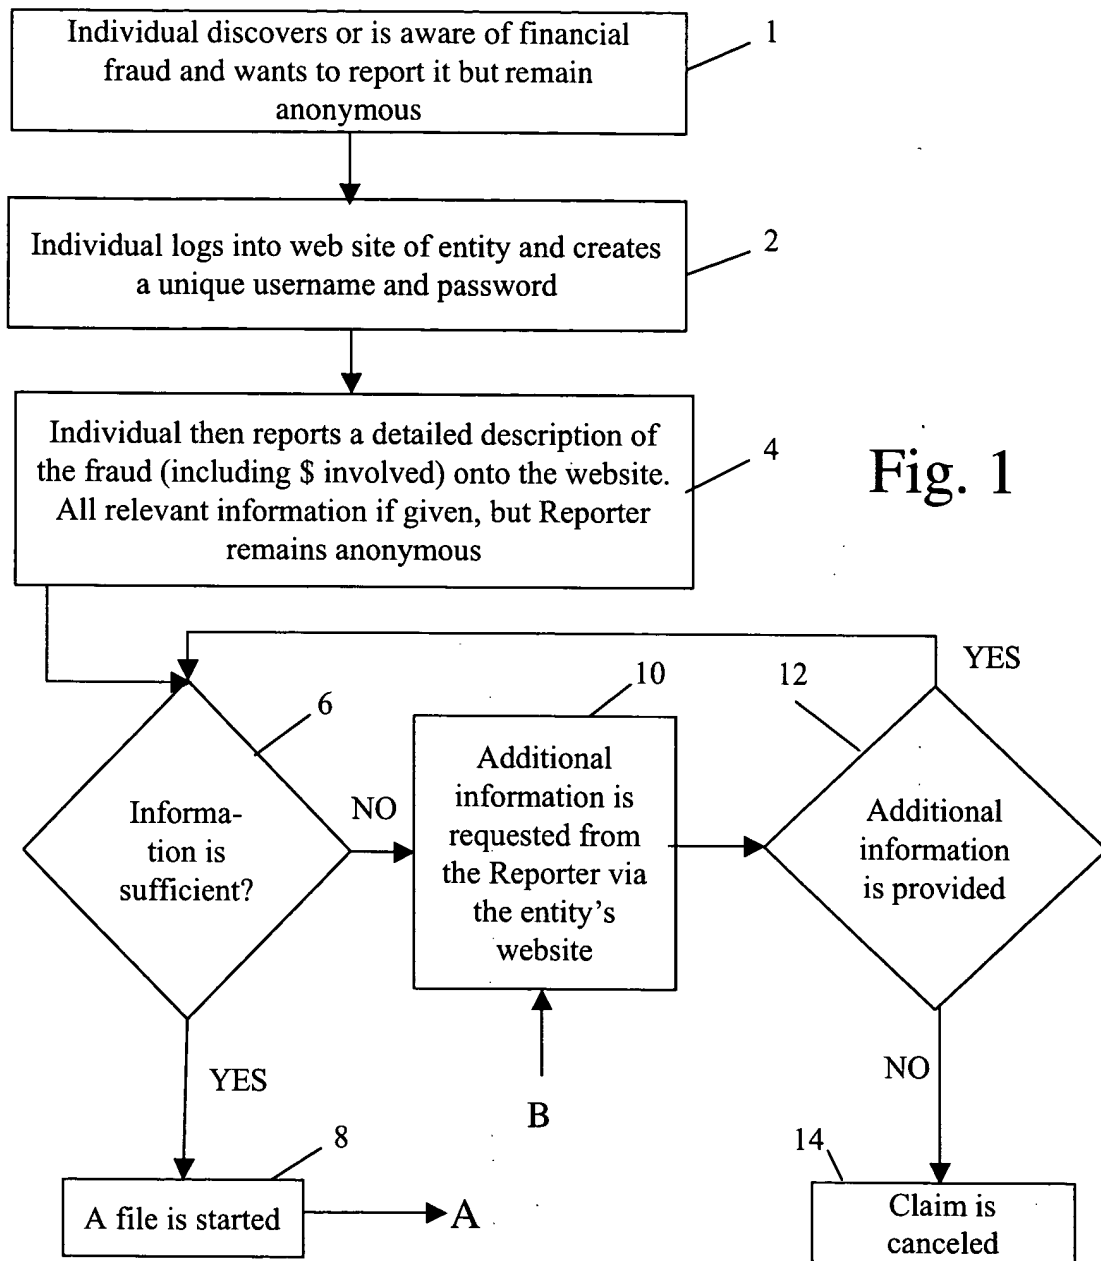 Individual discovers or is aware of financial
fraud and wants to report it but remain
anonymous
1
Individual logs into web site of entity and creates
a unique username and password
2
Individual then reports a detailed description of
the fraud (including $ involved) onto the website.
All relevant information if given, but Reporter
remains anonymous
4
Fig. 1
YES
6
10
12
Informa-
tion is
sufficient?
NO
Additional
information is
requested from
the Reporter via
the entity's
website
Additional
information
is provided
YES
B
NO
8
14
A file is started
A
Claim is
canceled